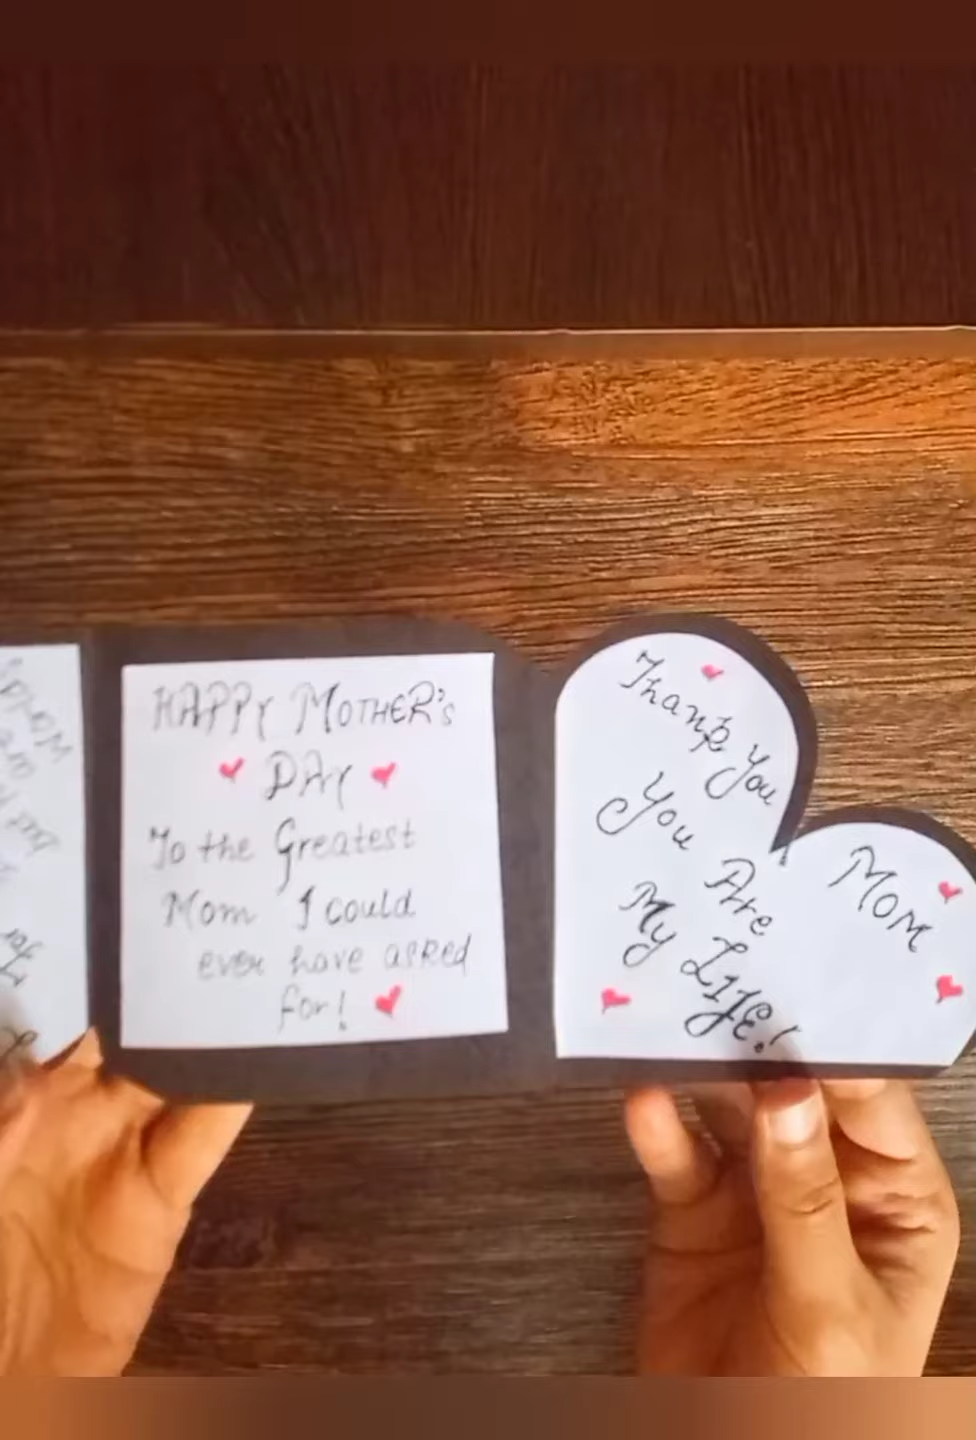 HAPPY MOTHER's
DAY
To the Greatest
Mom I could
ever have asked
for!
Thank You
Mom
You Are
My LIFE!